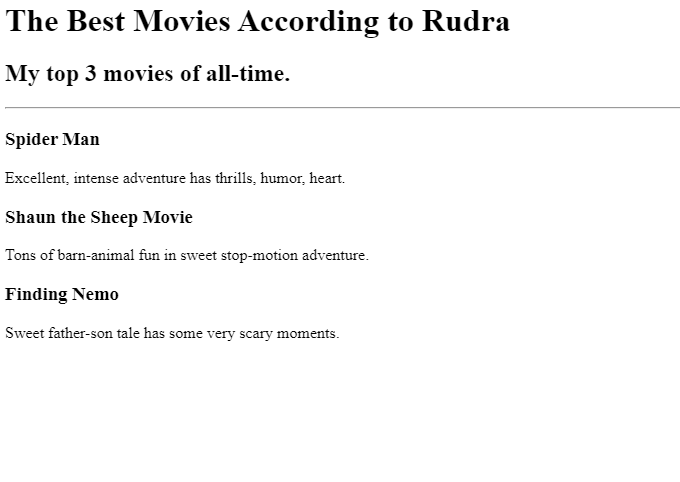 The Best Movies According to Rudra
My top 3 movies of all-time.
Spider Man
Excellent, intense adventure has thrills, humor, heart.
Shaun the Sheep Movie
Tons of barn-animal fun in sweet stop-motion adventure.
Finding Nemo
Sweet father-son tale has some very scary moments.